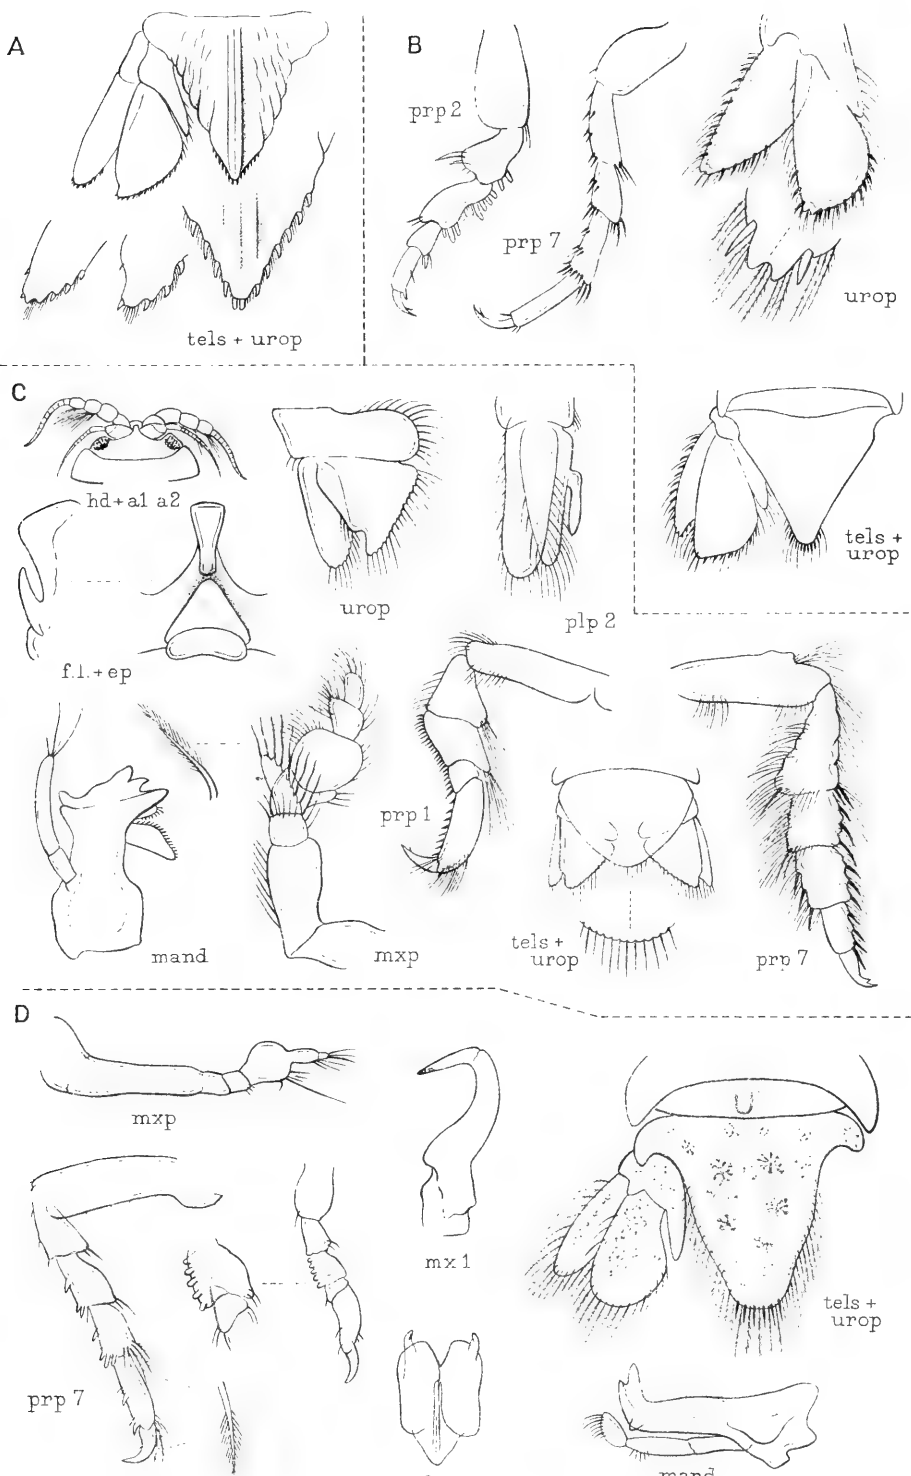 A
tels + urop
B
prp 2
prp 7
urop
tels +
urop
C
hd + a1 a2
f.l. + ep
urop
plp 2
mand
mxp
prp 1
tels +
urop
prp 7
D
mxp
prp 7
mx 1
tels +
urop
mand